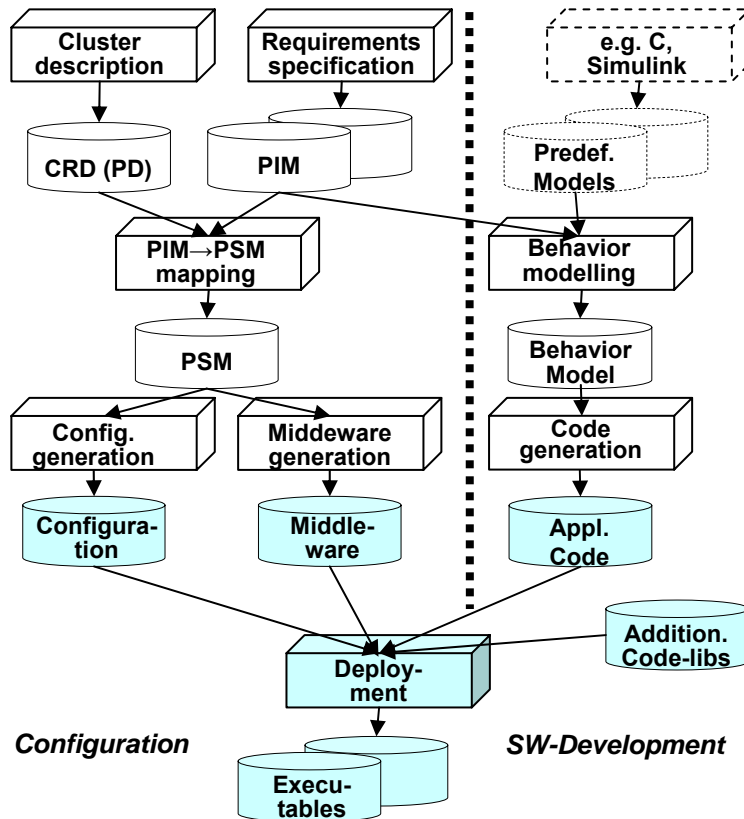 Cluster
description
Requirements
specification
e.g. C,
Simulink
CRD (PD)
PIM
Predef.
Models
PIM→PSM
mapping
Behavior
modelling
PSM
Behavior
Model
Config.
generation
Middeware
generation
Code
generation
Configura-
tion
Middle-
ware
Appl.
Code
Addition.
Code-libs
Deploy-
ment
Configuration
SW-Development
Execu-
tables